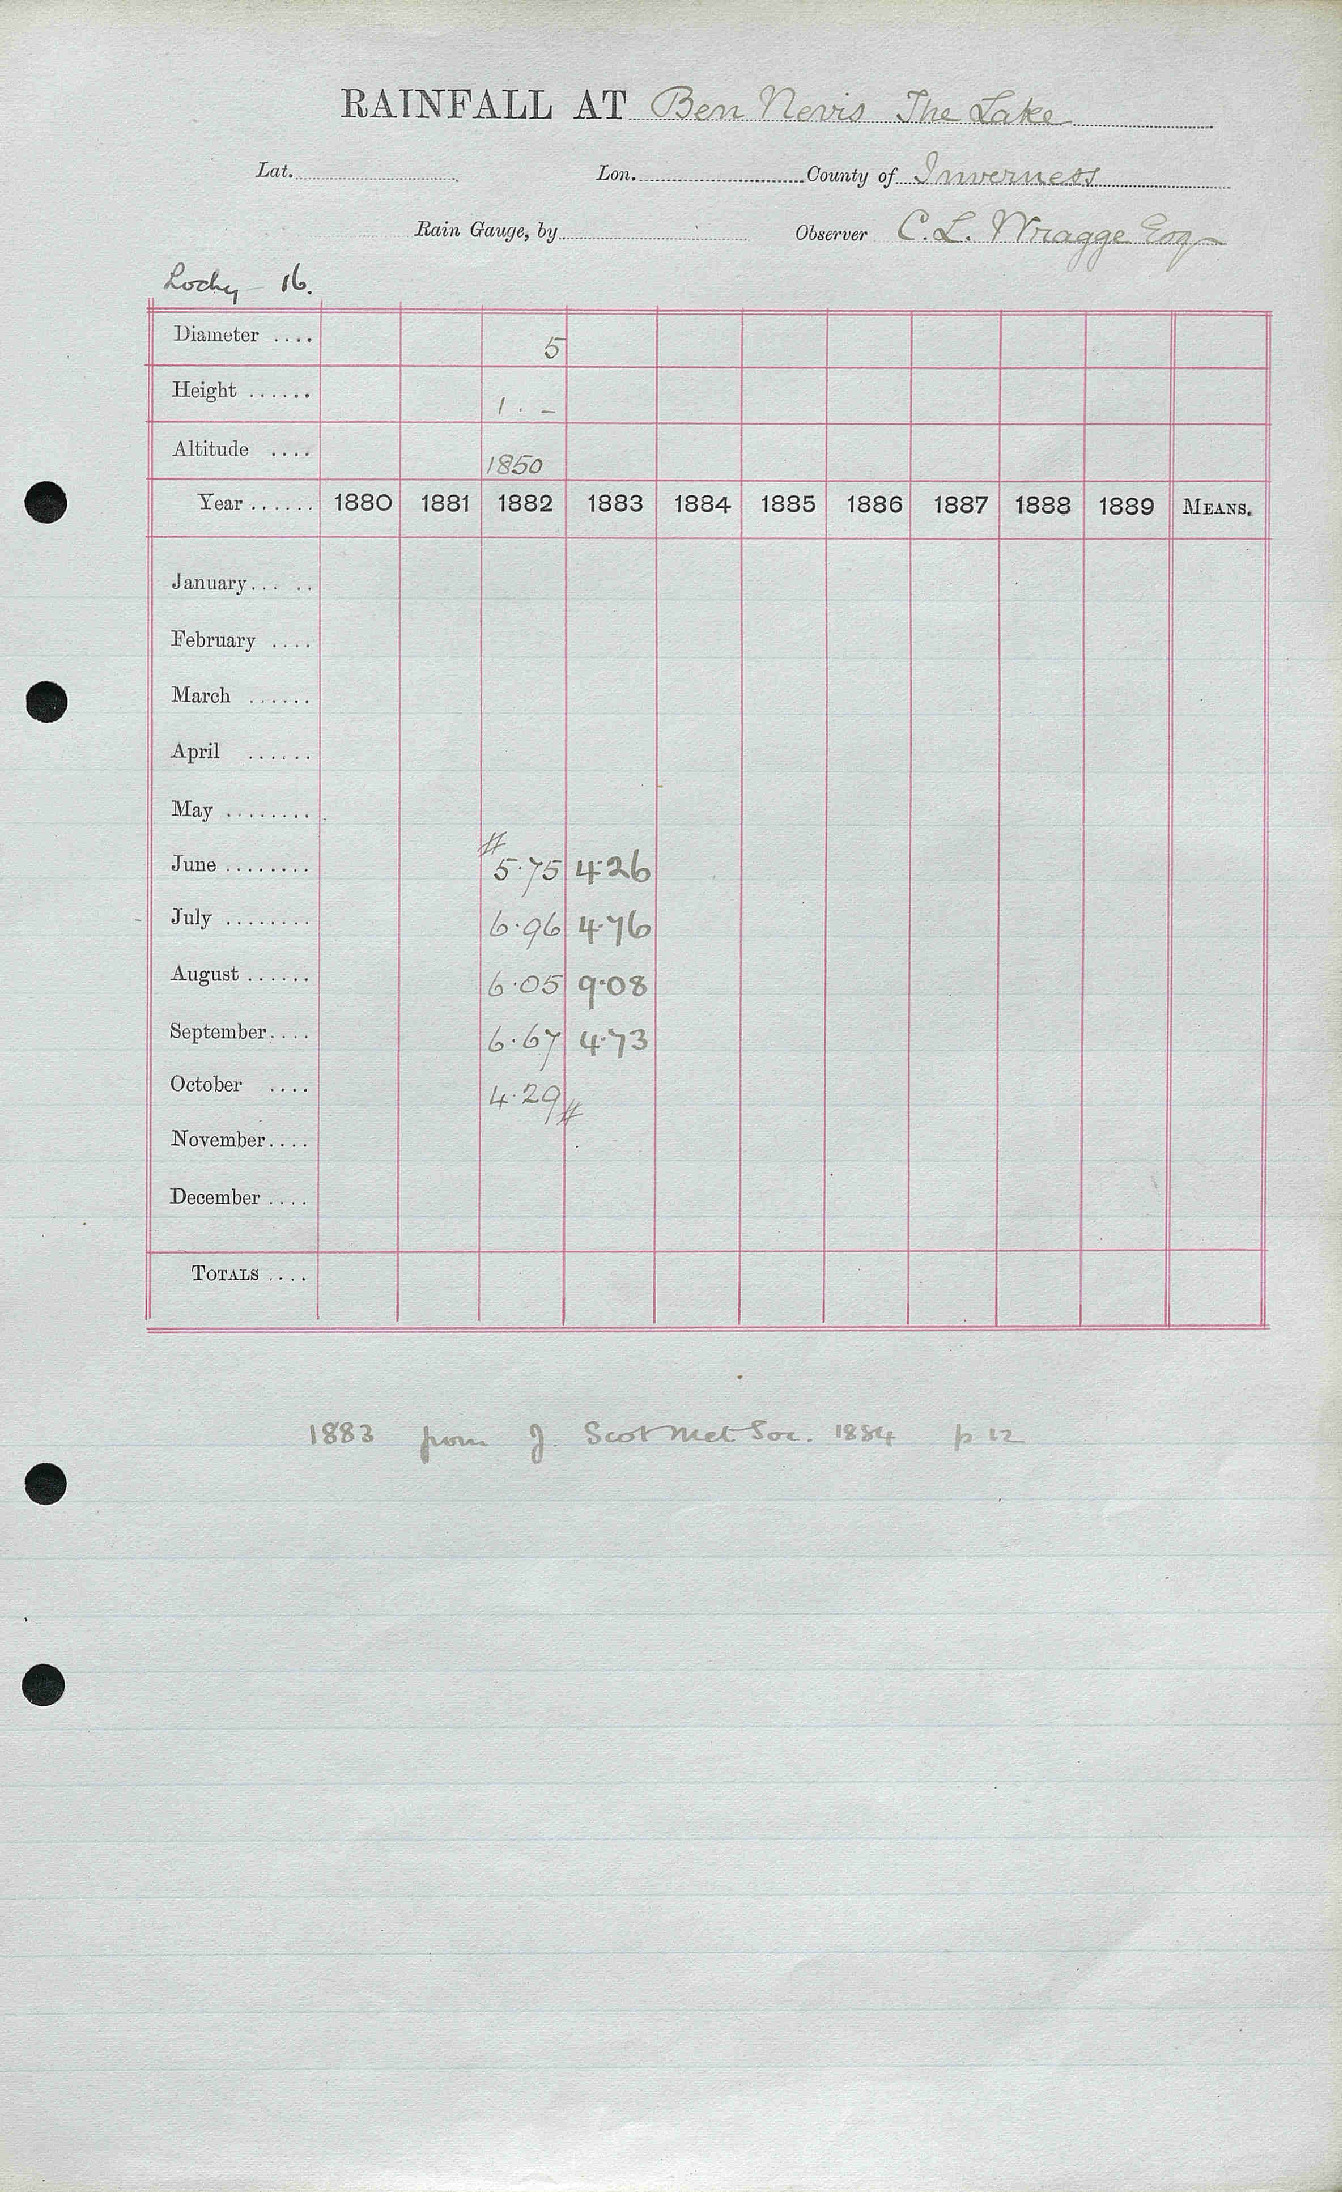 RAINFALL AT Ben Nevis The Lake
Lat. Lon. County of Inverness
Rain Gauge, by Observer C. L. Wragge Esq
Lochy 16.
Diameter .... 5
Height ...... 1 . –
Altitude .... 1850
Year ...... 1880 1881 1882 1883 1884 1885 1886 1887 1888 1889 MEANS.
January.....
February ....
March ......
April ......
May ........
#
June ........ 5.75 4.26
July ........ 6.96 4.76
August ...... 6.05 9.08
September.... 6.67 4.73
October .... 4.29 #
November....
December ....
TOTALS ....
1883 from J. Scot Met Soc. 1884 p 12